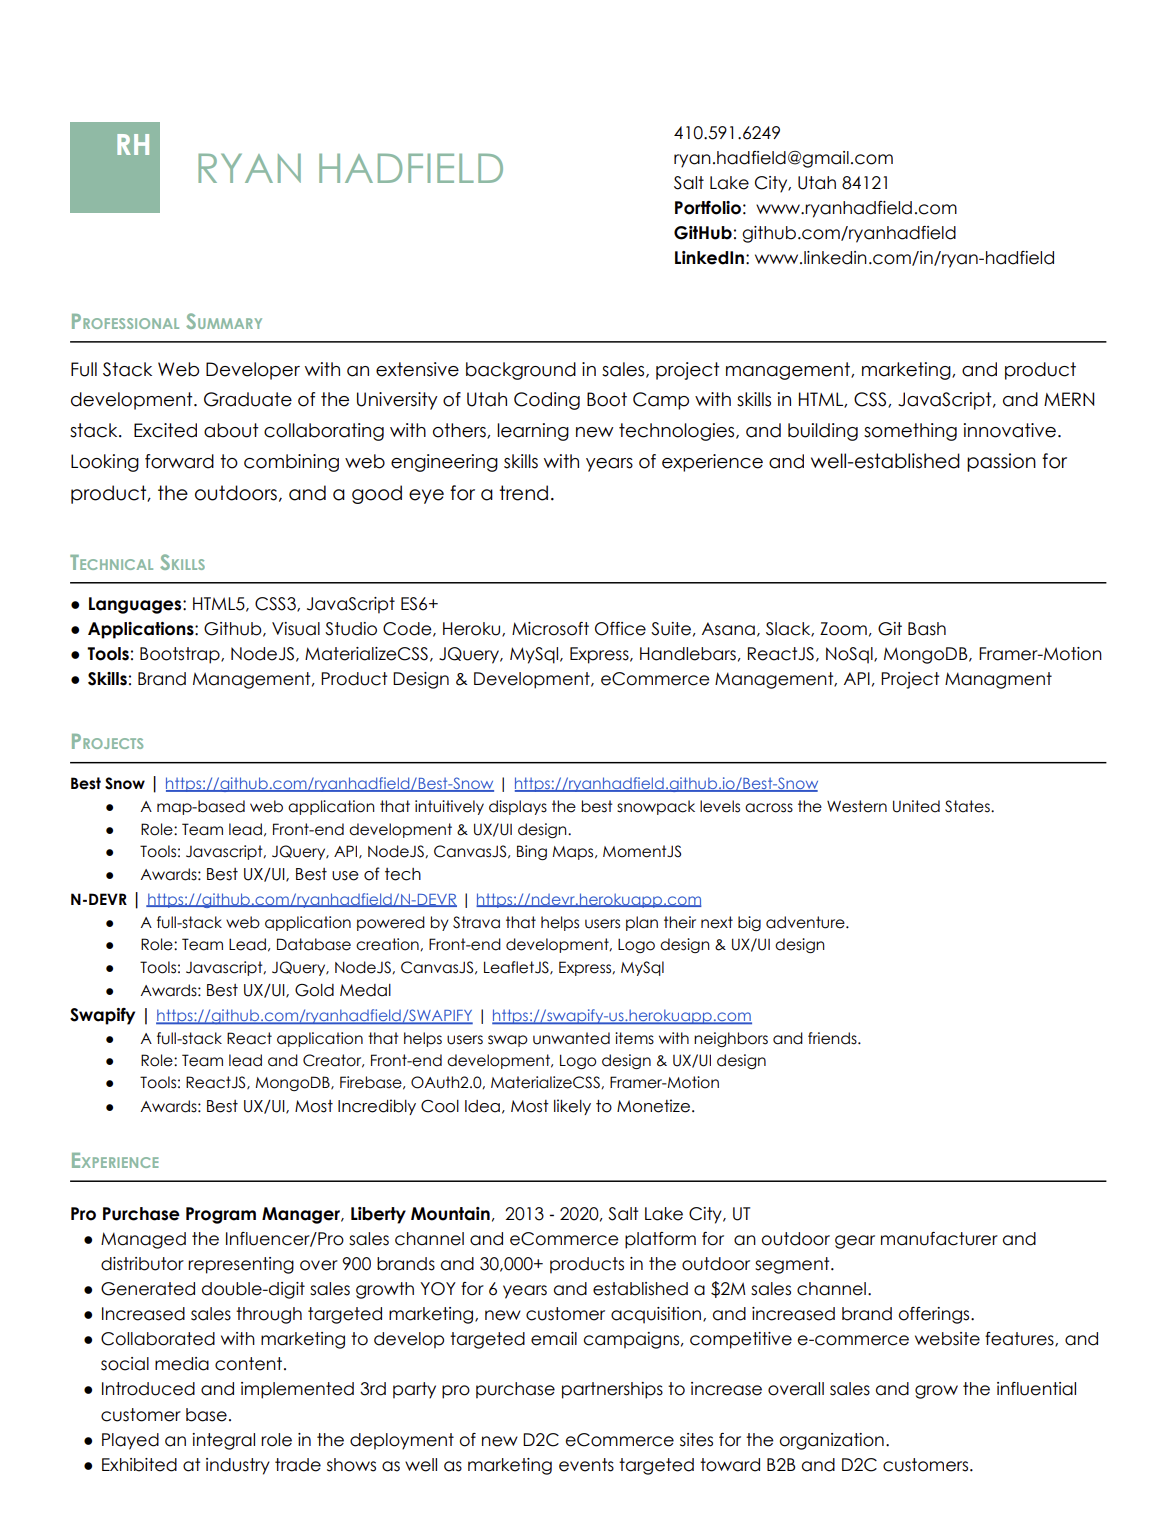 RH
RYAN HADFIELD
410.591.6249
ryan.hadfield@gmail.com
Salt Lake City, Utah 84121
Portfolio:  www.ryanhadfield.com
GitHub: github.com/ryanhadfield
LinkedIn: www.linkedin.com/in/ryan-hadfield
Professional Summary
Full Stack Web Developer with an extensive background in sales, project management, marketing, and product
development. Graduate of the University of Utah Coding Boot Camp with skills in HTML, CSS, JavaScript, and MERN
stack.  Excited about collaborating with others, learning new technologies, and building something innovative.
Looking forward to combining web engineering skills with years of experience and well-established passion for
product, the outdoors, and a good eye for a trend.
Technical Skills
● Languages: HTML5, CSS3, JavaScript ES6+
● Applications: Github, Visual Studio Code, Heroku, Microsoft Office Suite, Asana, Slack, Zoom, Git Bash
● Tools: Bootstrap, NodeJS, MaterializeCSS, JQuery, MySql, Express, Handlebars, ReactJS, NoSql, MongoDB, Framer-Motion
● Skills: Brand Management, Product Design & Development, eCommerce Management, API, Project Managment
Projects
Best Snow | https://github.com/ryanhadfield/Best-Snow | https://ryanhadfield.github.io/Best-Snow
● A map-based web application that intuitively displays the best snowpack levels across the Western United States.
● Role: Team lead, Front-end development & UX/UI design.
● Tools: Javascript, JQuery, API, NodeJS, CanvasJS, Bing Maps, MomentJS
● Awards: Best UX/UI, Best use of tech
N-DEVR | https://github.com/ryanhadfield/N-DEVR | https://ndevr.herokuapp.com
● A full-stack web application powered by Strava that helps users plan their next big adventure.
● Role: Team Lead, Database creation, Front-end development, Logo design & UX/UI design
● Tools: Javascript, JQuery, NodeJS, CanvasJS, LeafletJS, Express, MySql
● Awards: Best UX/UI, Gold Medal
Swapify | https://github.com/ryanhadfield/SWAPIFY | https://swapify-us.herokuapp.com
● A full-stack React application that helps users swap unwanted items with neighbors and friends.
● Role: Team lead and Creator, Front-end development, Logo design & UX/UI design
● Tools: ReactJS, MongoDB, Firebase, OAuth2.0, MaterializeCSS, Framer-Motion
● Awards: Best UX/UI, Most Incredibly Cool Idea, Most likely to Monetize.
Experience
Pro Purchase Program Manager, Liberty Mountain,  2013 - 2020, Salt Lake City, UT
● Managed the Influencer/Pro sales channel and eCommerce platform for  an outdoor gear manufacturer and
distributor representing over 900 brands and 30,000+ products in the outdoor segment.
● Generated double-digit sales growth YOY for 6 years and established a $2M sales channel.
● Increased sales through targeted marketing, new customer acquisition, and increased brand offerings.
● Collaborated with marketing to develop targeted email campaigns, competitive e-commerce website features, and
social media content.
● Introduced and implemented 3rd party pro purchase partnerships to increase overall sales and grow the influential
customer base.
● Played an integral role in the deployment of new D2C eCommerce sites for the organization.
● Exhibited at industry trade shows as well as marketing events targeted toward B2B and D2C customers.